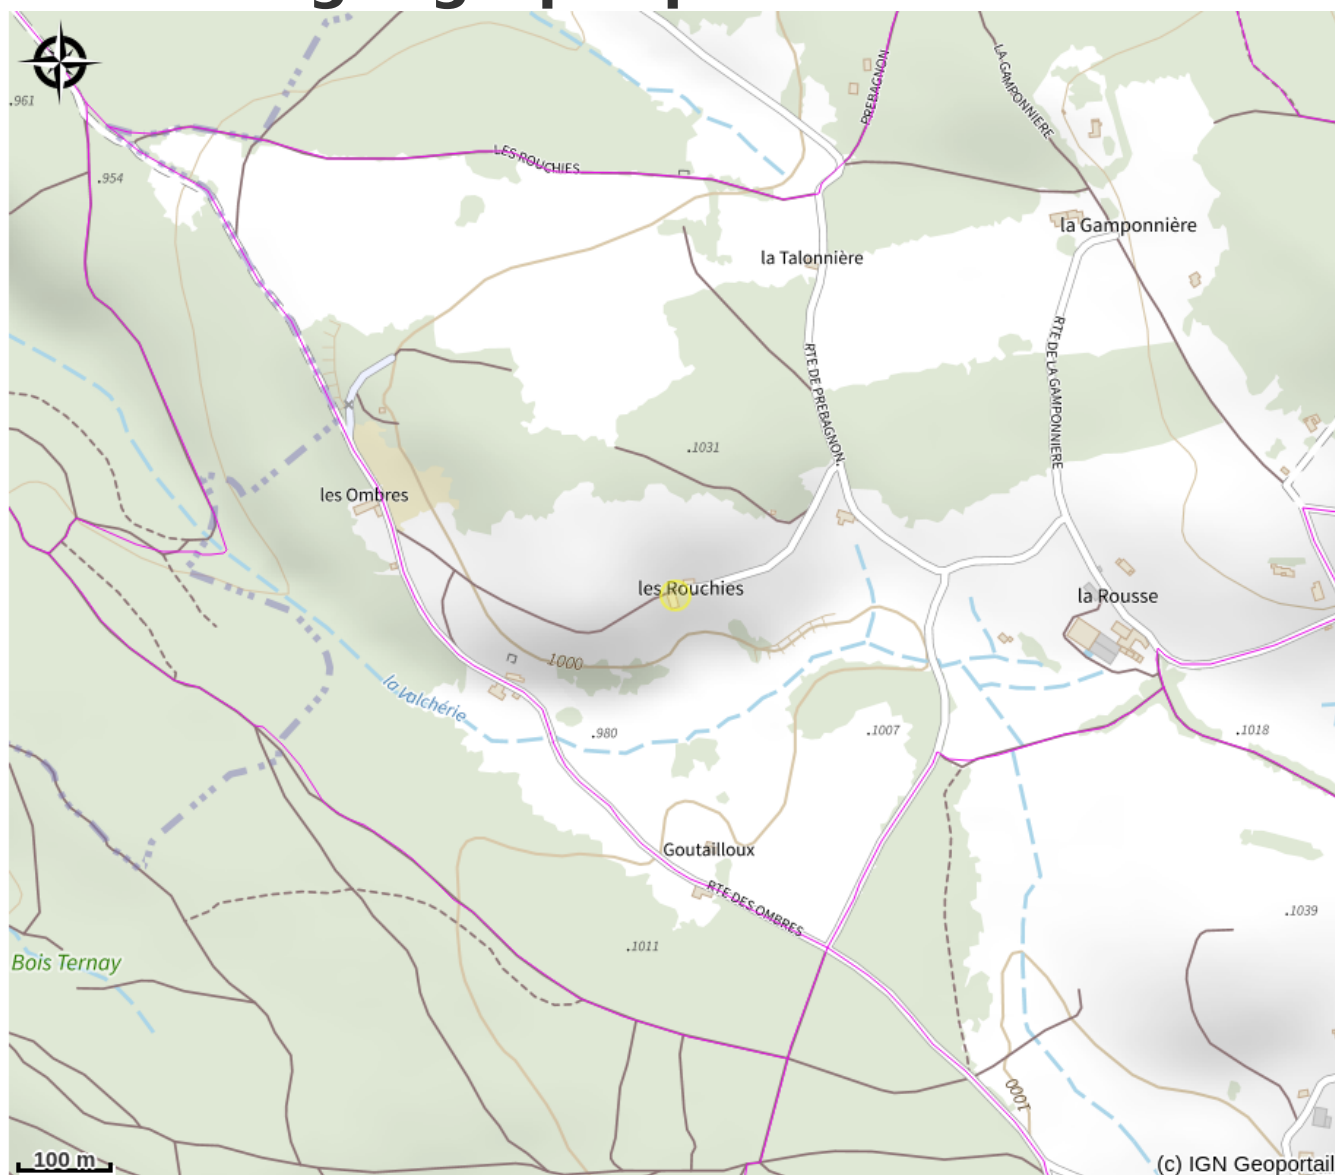 .961
PREBAGNON
LA GAMPONNIERE
LES ROUCHIES
.954
la Gamponnière
la Talonnière
RTE DE PREBAGNON
RTE DE LA GAMPONNIERE
.1031
les Ombres
les Rouchies
la Rousse
1000
la Valchérie
.980
.1007
.1018
Goutailloux
RTE DES OMBRES
.1039
.1011
Bois Ternay
1000
100 m
(c) IGN Geoportail